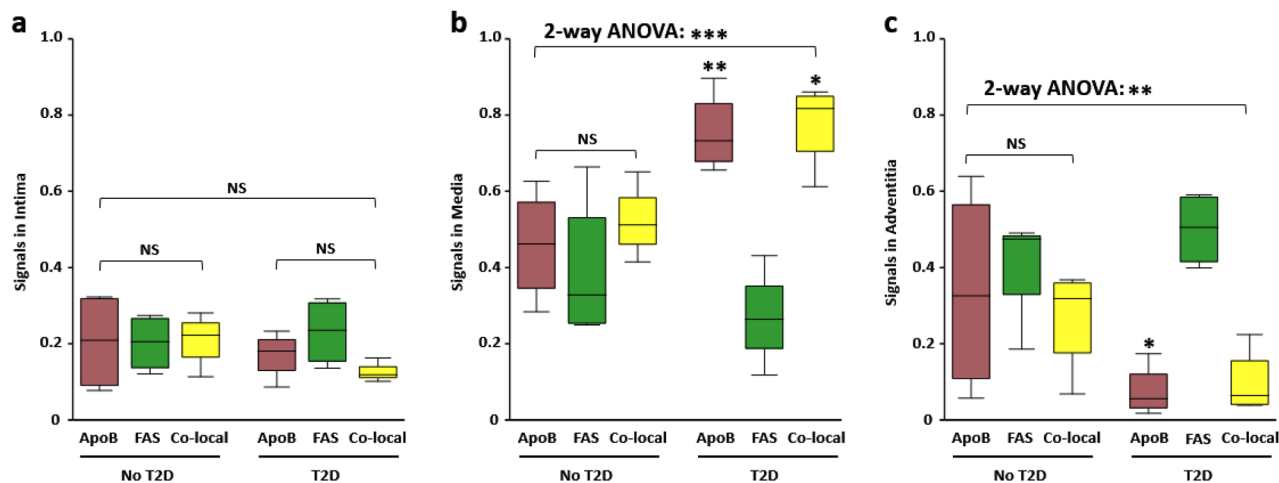 a
Signals in Intima
1.0
0.8
0.6
0.4
0.2
0
NS
NS
NS
ApoB FAS Co-local ApoB FAS Co-local
No T2D T2D
b
Signals in Media
1.0
0.8
0.6
0.4
0.2
0
2-way ANOVA: ***
** *
NS
ApoB FAS Co-local ApoB FAS Co-local
No T2D T2D
c
Signals in Adventitia
1.0
0.8
0.6
0.4
0.2
0
2-way ANOVA: **
NS
*
ApoB FAS Co-local ApoB FAS Co-local
No T2D T2D